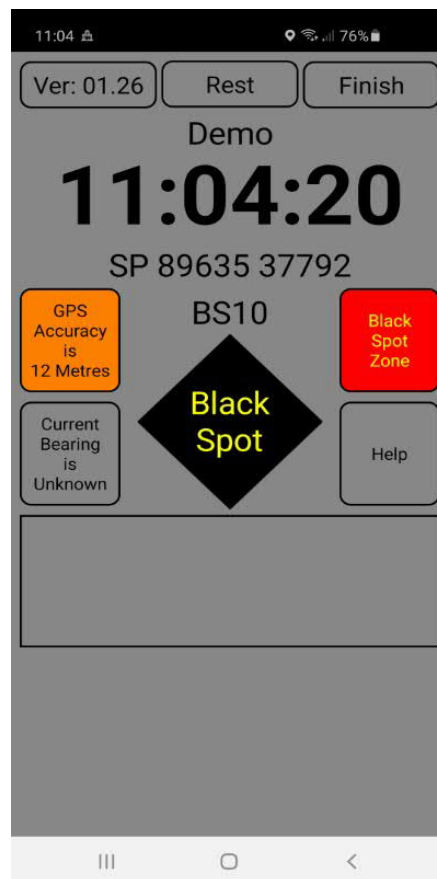 11:04 76%
Ver: 01.26 Rest Finish
Demo
11:04:20
SP 89635 37792
GPS
Accuracy
is
12 Metres
BS10
Black
Spot
Zone
Black
Spot
Current
Bearing
is
Unknown
Help